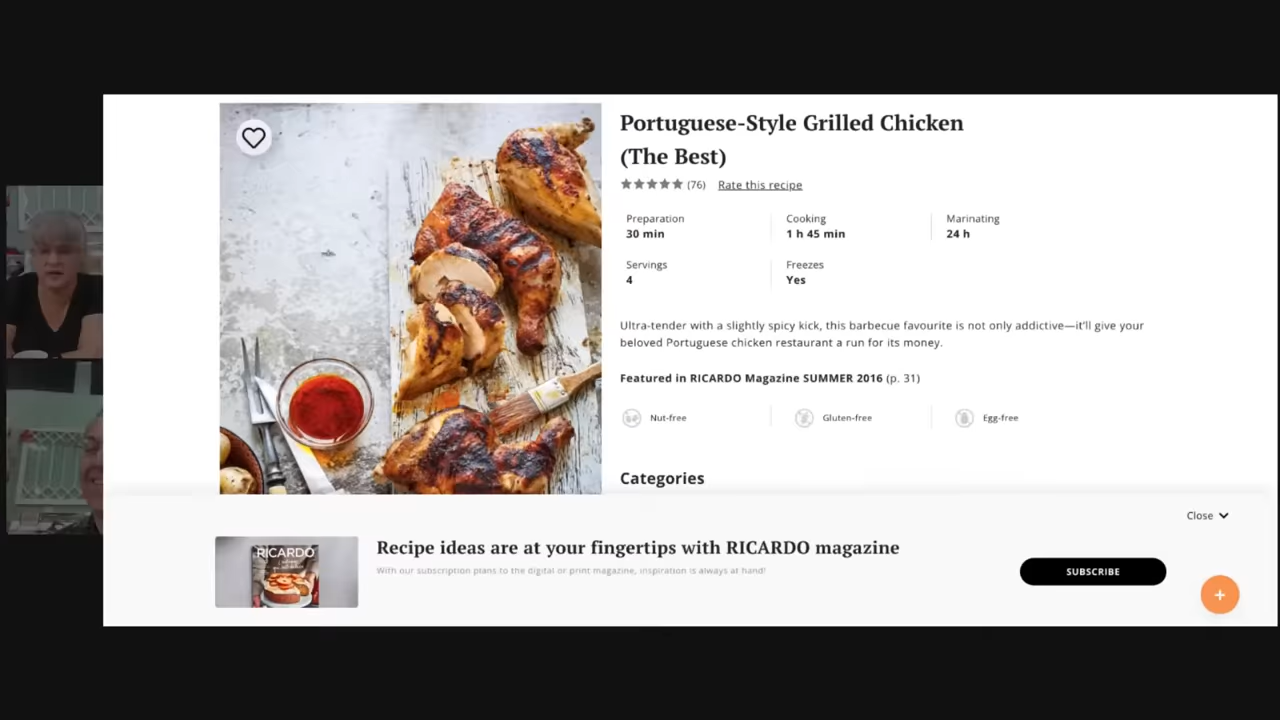 Portuguese-Style Grilled Chicken
(The Best)
(76) Rate this recipe
Preparation
30 min
Cooking
1 h 45 min
Marinating
24 h
Servings
4
Freezes
Yes
Ultra-tender with a slightly spicy kick, this barbecue favourite is not only addictive—it'll give your
beloved Portuguese chicken restaurant a run for its money.
Featured in RICARDO Magazine SUMMER 2016 (p. 31)
Nut-free
Gluten-free
Egg-free
Categories
Close
RICARDO
Recipe ideas are at your fingertips with RICARDO magazine
With our subscription plans to the digital or print magazine, inspiration is always at hand!
SUBSCRIBE
+